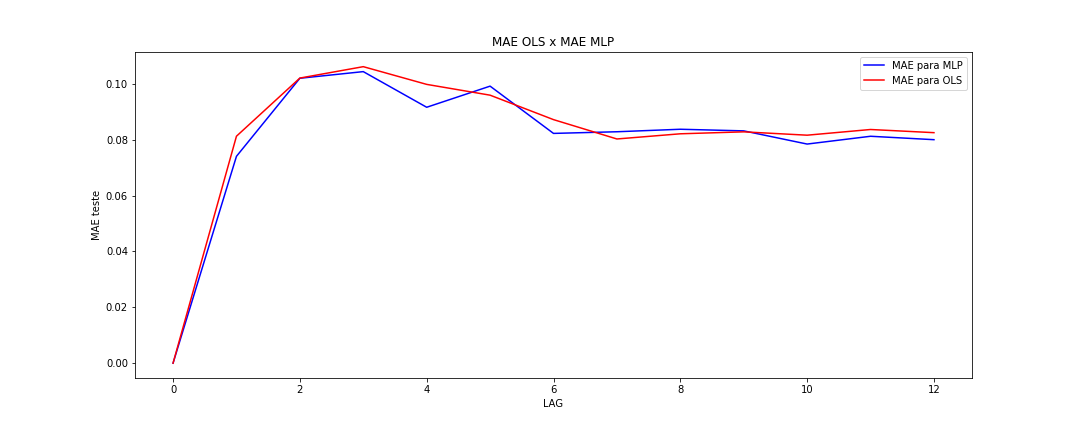 MAE OLS x MAE MLP
MAE para MLP
MAE para OLS
0.10
0.08
0.06
0.04
0.02
0.00
MAE teste
0 2 4 6 8 10 12
LAG